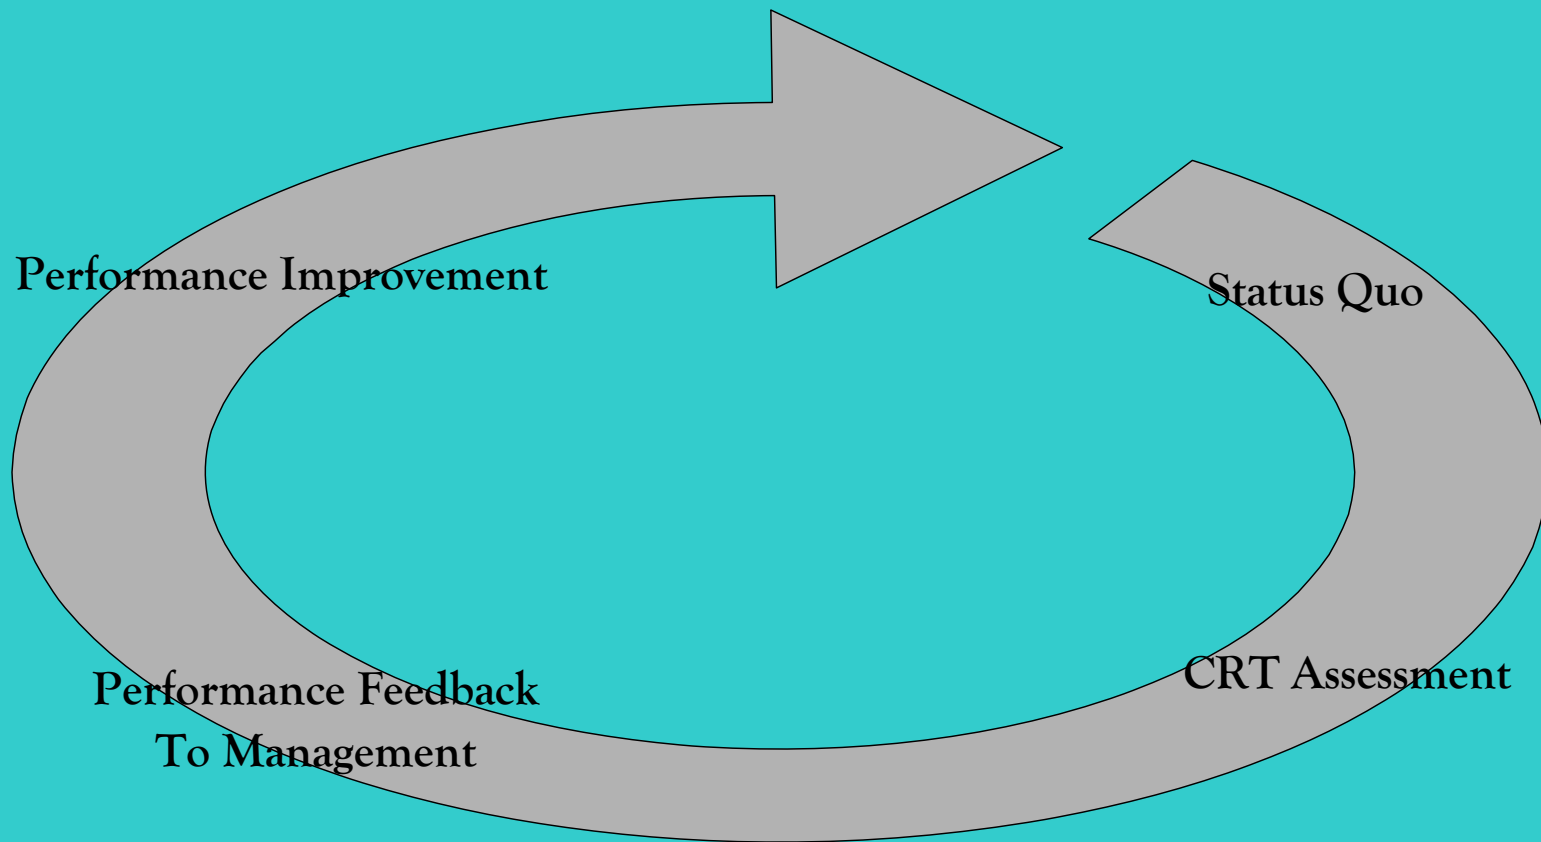 Performance Improvement
Status Quo
CRT Assessment
Performance Feedback
To Management